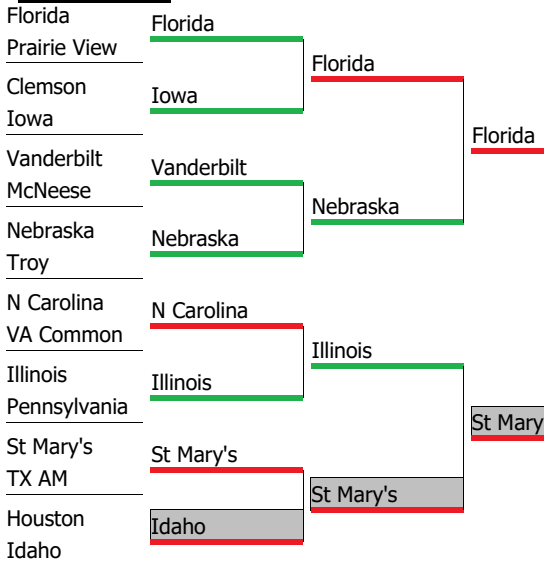 Florida
Prairie View
Clemson
Iowa
Vanderbilt
McNeese
Nebraska
Troy
N Carolina
VA Common
Illinois
Pennsylvania
St Mary's
TX AM
Houston
Idaho
Florida
Iowa
Vanderbilt
Nebraska
N Carolina
Illinois
St Mary's
Idaho
Florida
Nebraska
Illinois
St Mary's
Florida
St Mary